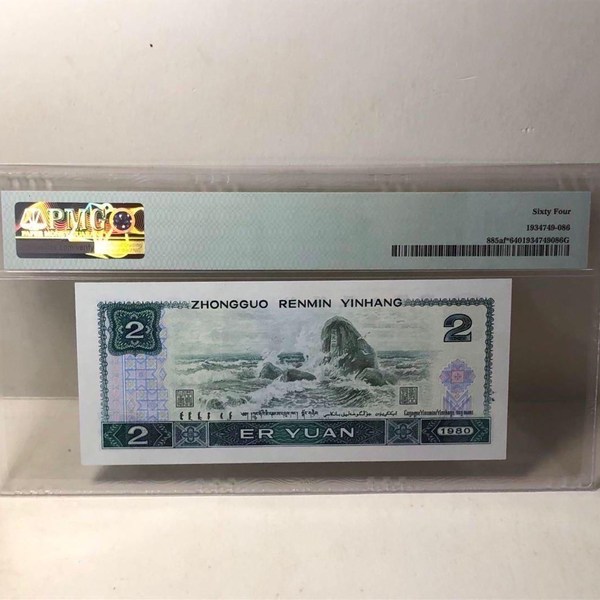 PMG
Sixty Four
1934749-086
885af*6401934749086G
ZHONGGUO RENMIN YINHANG
2
2
2
ER YUAN
1980